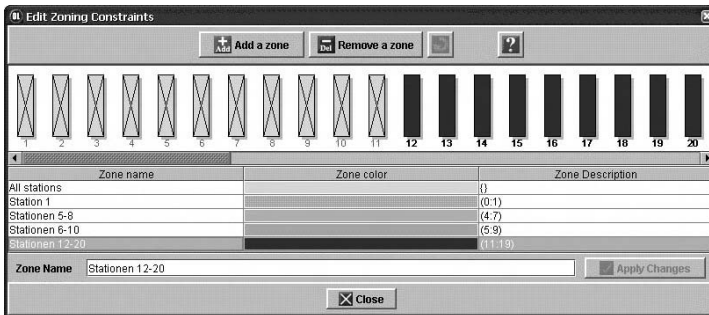 Edit Zoning Constraints
Add Add a zone Del Remove a zone ?
1 2 3 4 5 6 7 8 9 10 11 12 13 14 15 16 17 18 19 20
Zone name Zone color Zone Description
All stations {}
Station 1 (0:1)
Stationen 5-8 (4:7)
Stationen 6-10 (5:9)
Stationen 12-20 (11:19)
Zone Name Stationen 12-20 Apply Changes
Close